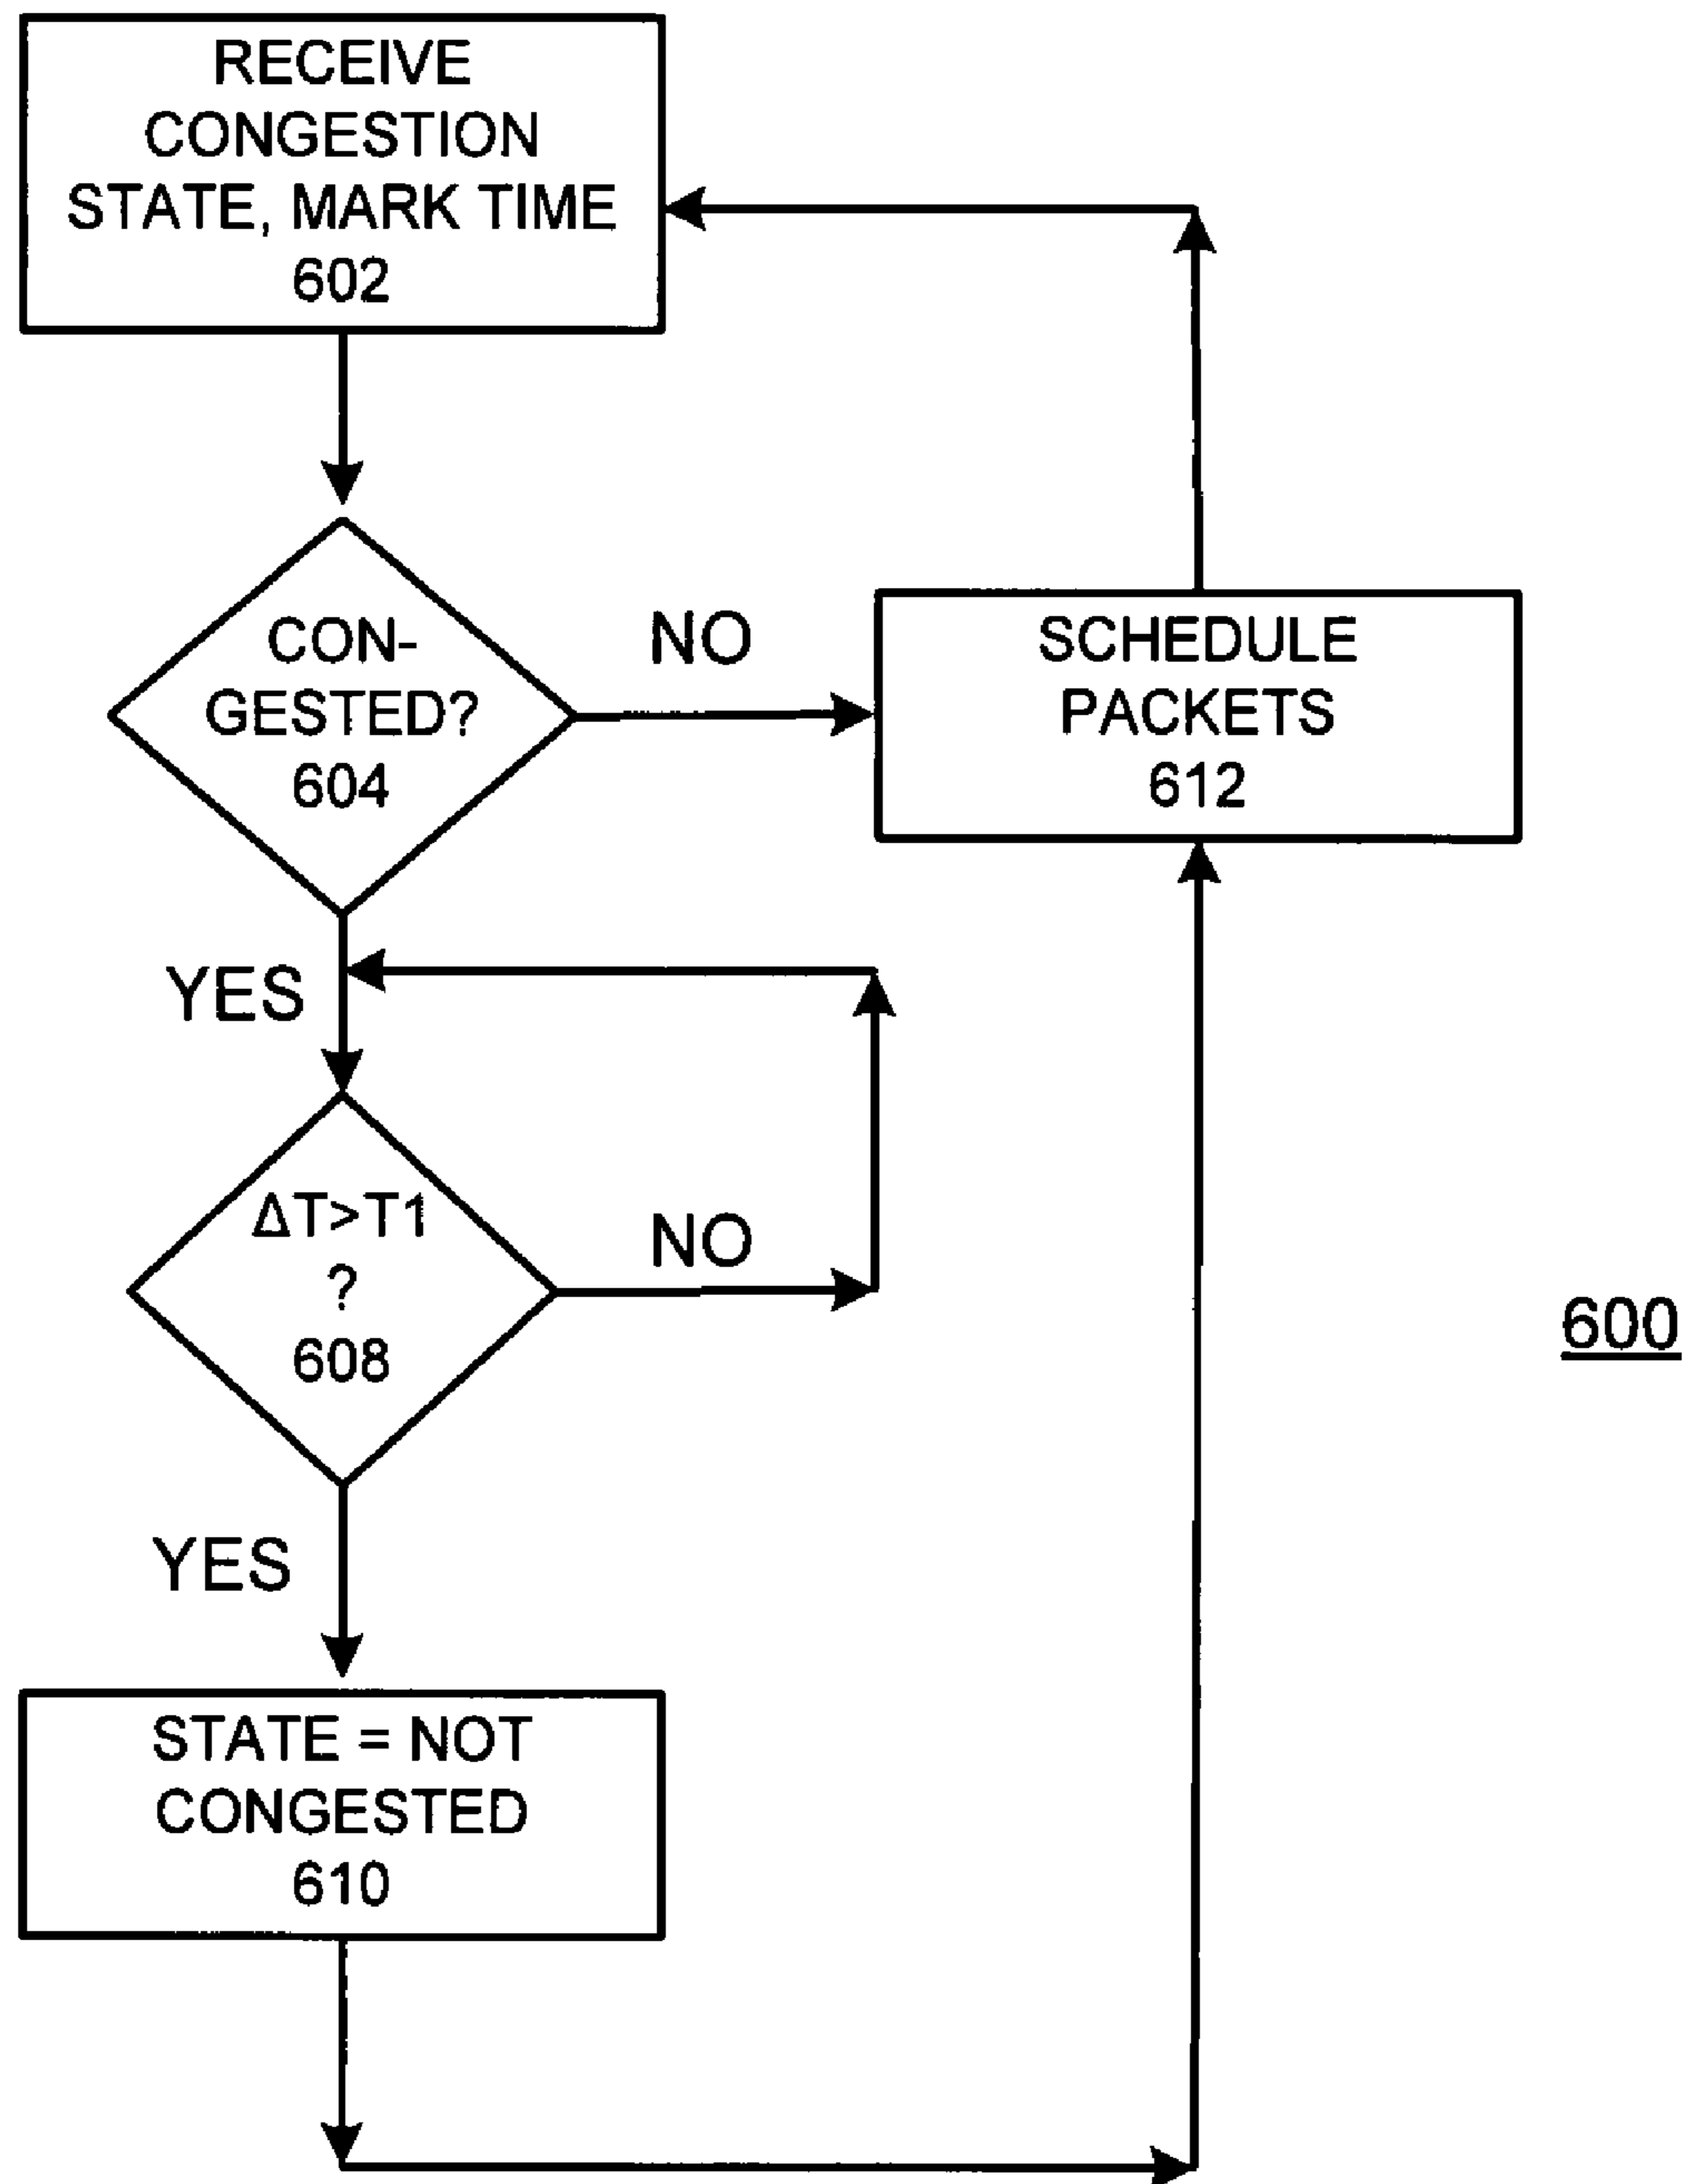 RECEIVE
CONGESTION
STATE, MARK TIME
602
CON-
GESTED?
604
NO
SCHEDULE
PACKETS
612
YES
ΔT>T1
?
608
NO
600
YES
STATE = NOT
CONGESTED
610